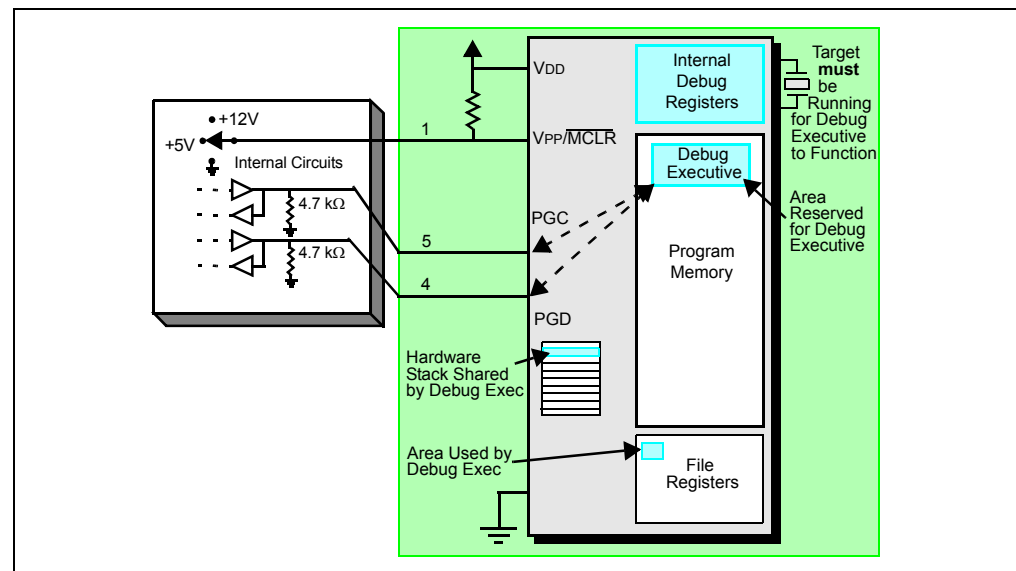 +12V
+5V
Internal Circuits
4.7 kΩ
4.7 kΩ
1
5
4
VDD
VPP/MCLR
PGC
PGD
Internal
Debug
Registers
Debug
Executive
Program
Memory
File
Registers
Hardware
Stack Shared
by Debug Exec
Area Used by
Debug Exec
Target
must
be
Running
for Debug
Executive
to Function
Area
Reserved
for Debug
Executive